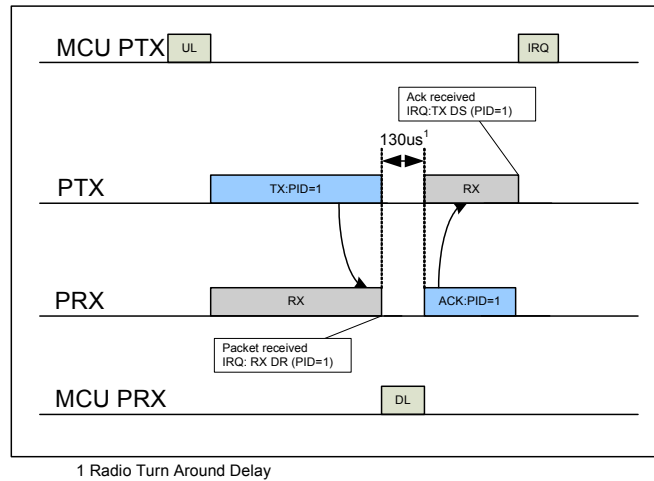 MCU PTX
UL
IRQ
Ack received
IRQ:TX DS (PID=1)
130us1
PTX
TX:PID=1
RX
PRX
RX
ACK:PID=1
Packet received
IRQ: RX DR (PID=1)
MCU PRX
DL
1 Radio Turn Around Delay